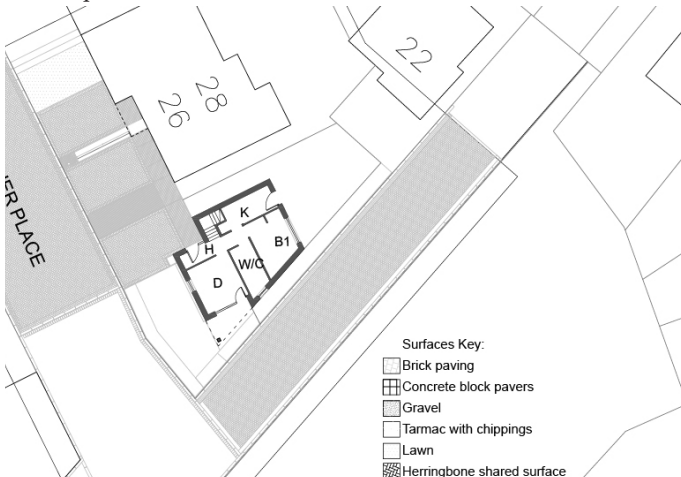 22
28
26
ER PLACE
K
H
B1
W/C
D
Surfaces Key:
Brick paving
Concrete block pavers
Gravel
Tarmac with chippings
Lawn
Herringbone shared surface